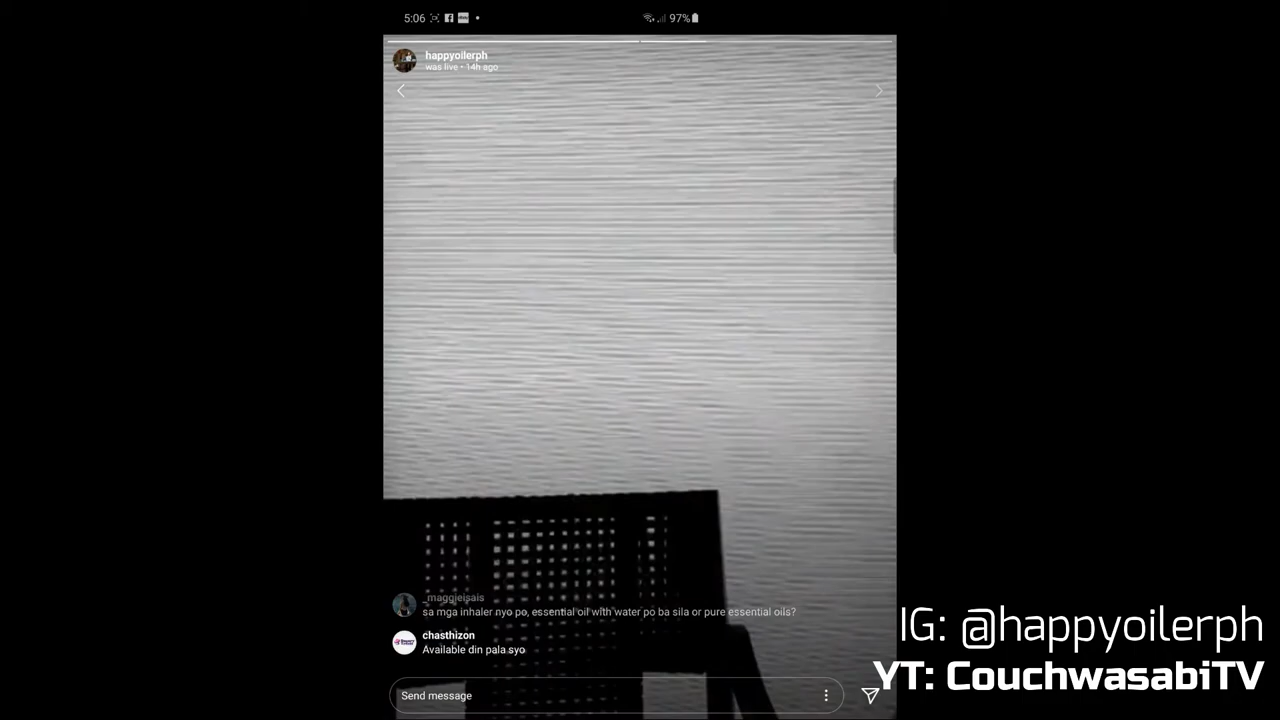 5:06
97%
happyoilerph
was live • 14h ago
_maggieisais
sa mga inhaler nyo po, essential oil with water po ba sila or pure essential oils?
chasthizon
Available din pala syo
Send message
IG: @happyoilerph
YT: CouchwasabiTV